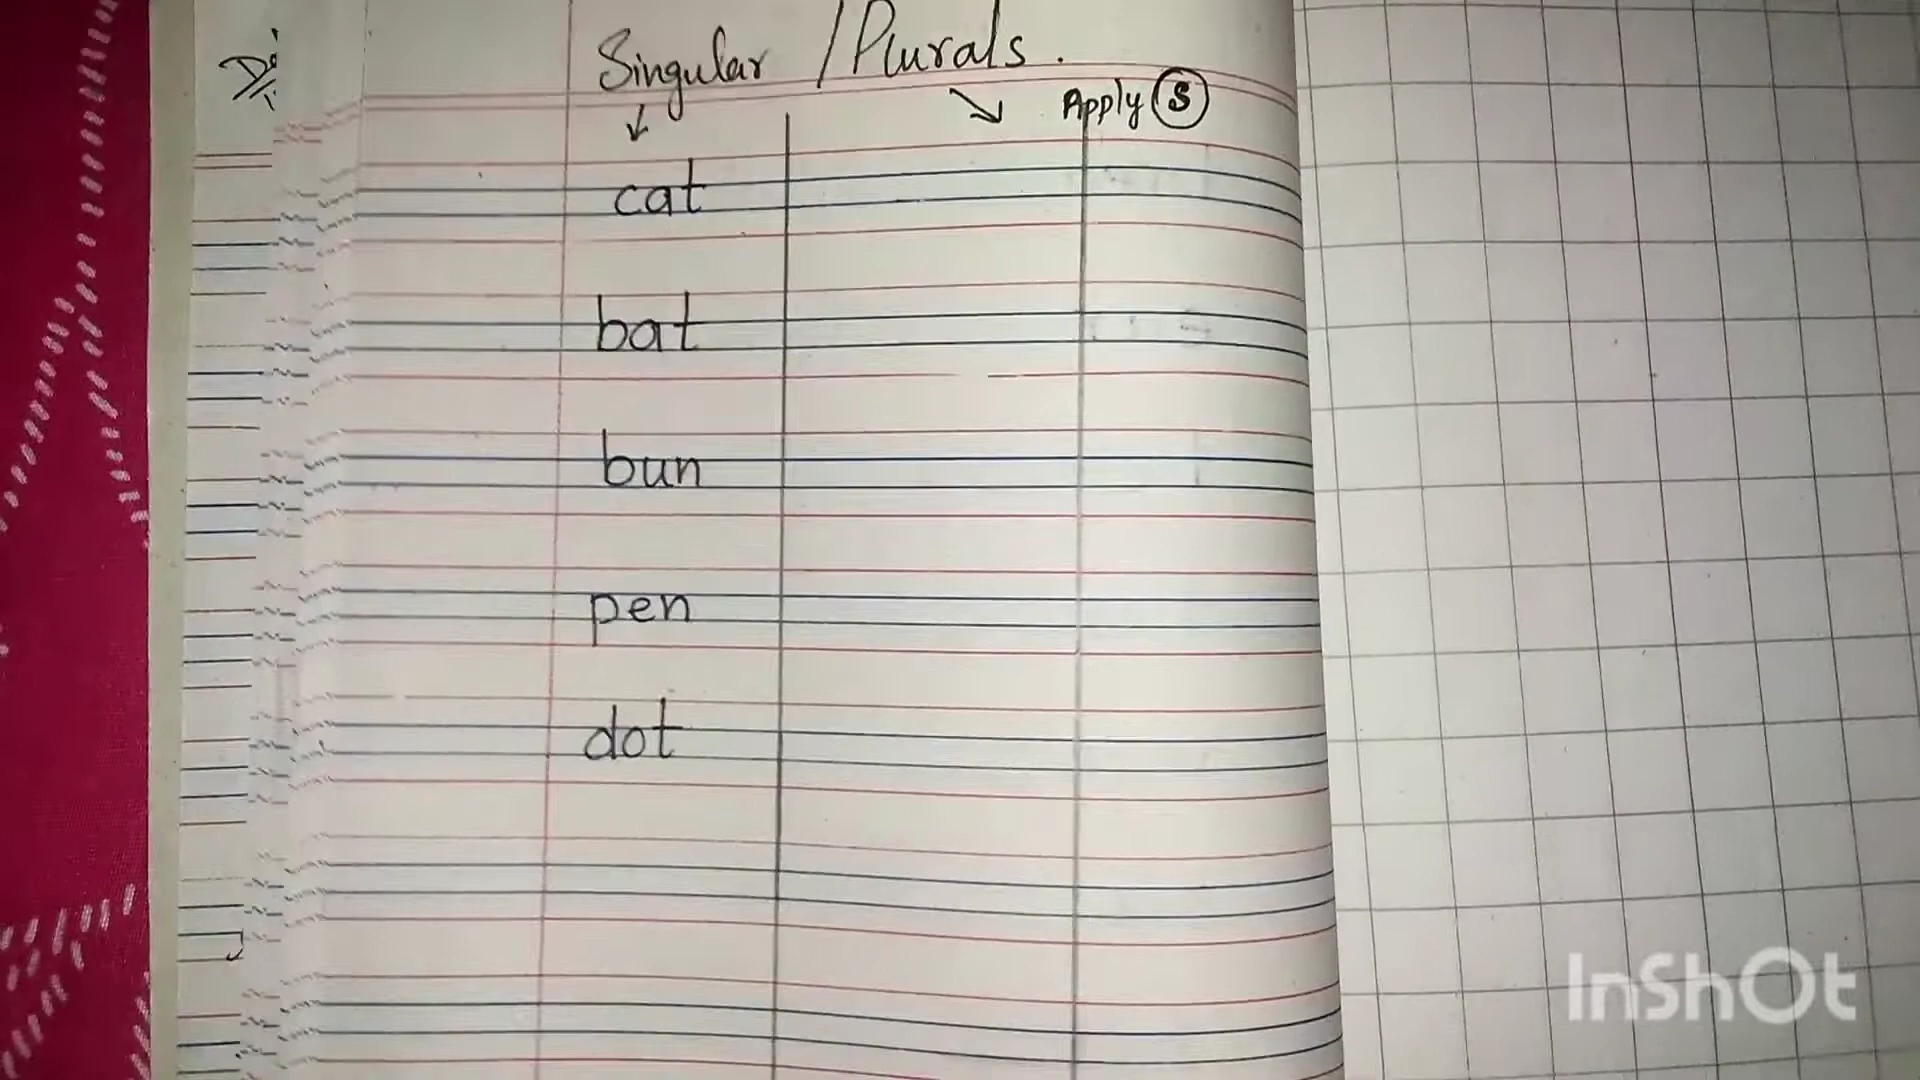 Singular / Plurals.
Apply S
cat
bat
bun
pen
dot
InShOt